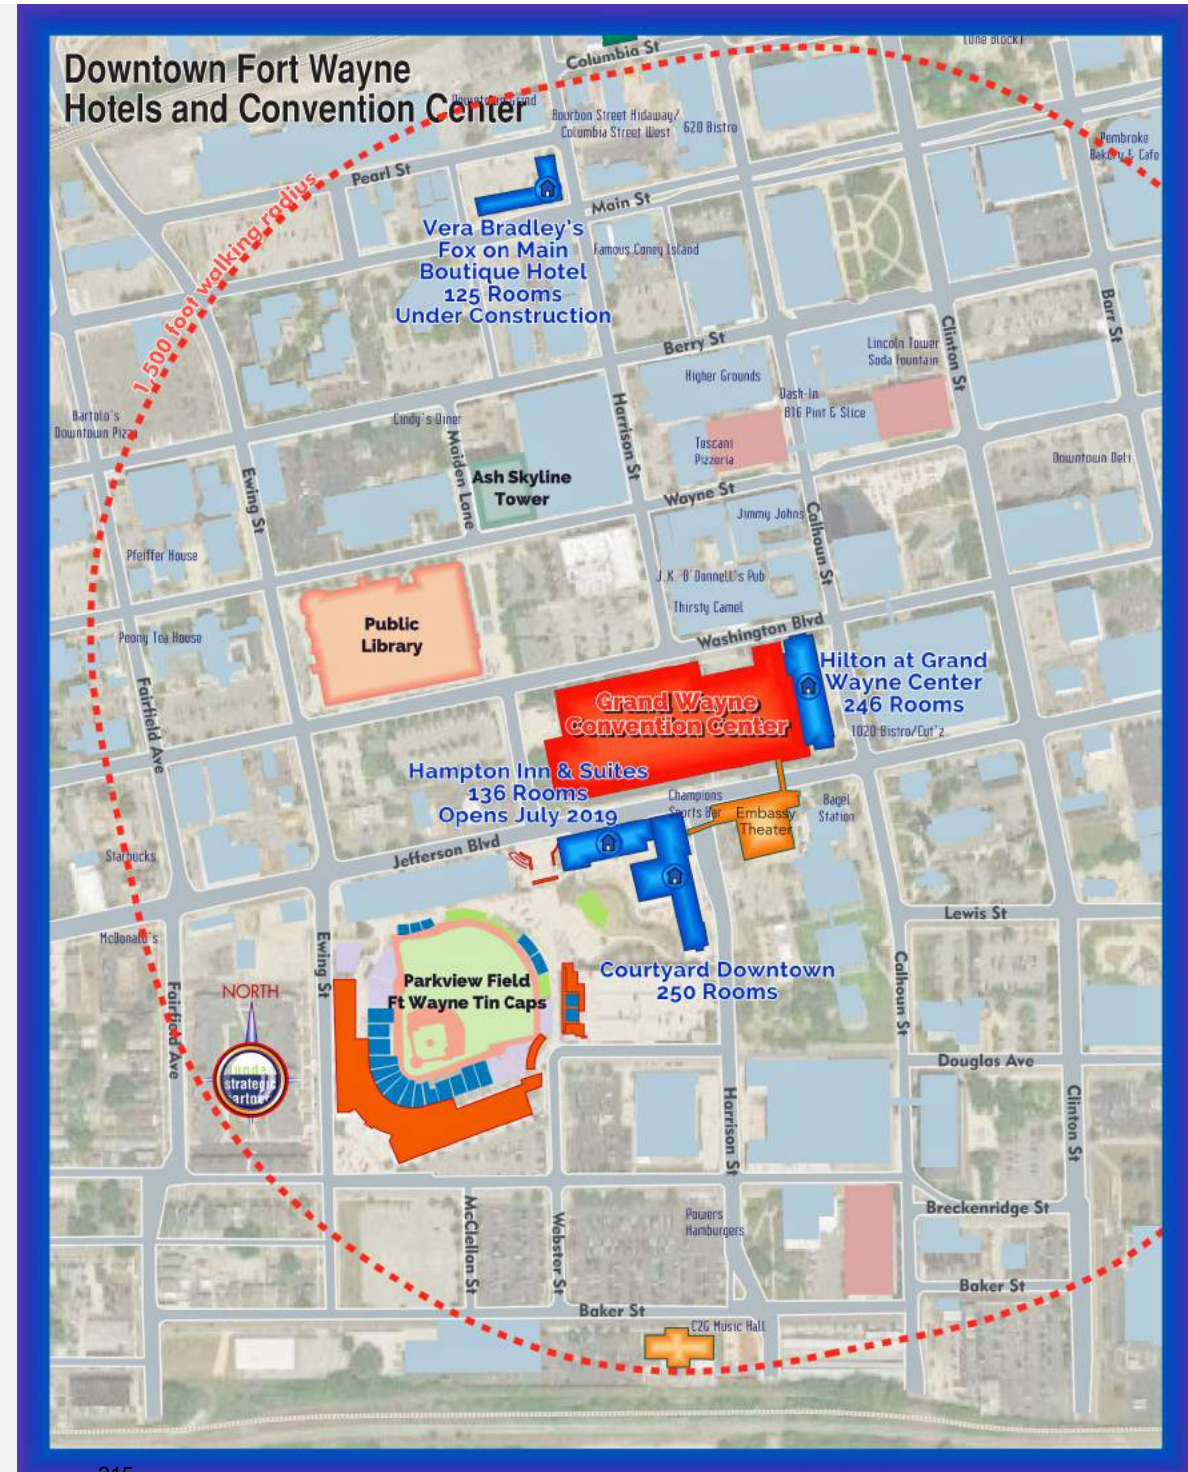 Columbia St
(One Block)
Downtown Fort Wayne
Hotels and Convention Center
Bourbon Street Hidaway/
Columbia Street West
620 Bistro
Pembroke
Bakery & Cafe
Pearl St
Main St
1,500 foot walking radius
Vera Bradley's
Fox on Main
Boutique Hotel
125 Rooms
Under Construction
Famous Coney Island
Berry St
Barr St
Clinton St
Lincoln Tower
Soda Fountain
Higher Grounds
Dash-In
816 Pint & Slice
Bartolo's
Downtown Pizza
Cindy's Diner
Maiden Lane
Harrison St
Toscani
Pizzeria
Downtown Deli
Ewing St
Ash Skyline
Tower
Wayne St
Jimmy Johns
Calhoun St
Pfeiffer House
J.K. O'Donnell's Pub
Thirsty Camel
Public
Library
Peony Tea House
Washington Blvd
Fairfield Ave
Grand Wayne
Convention Center
Hilton at Grand
Wayne Center
246 Rooms
1020 Bistro/Cut'z
Hampton Inn & Suites
136 Rooms
Opens July 2019
Champions
Sports Bar
Embassy
Theater
Bagel
Station
Starbucks
Jefferson Blvd
Lewis St
McDonald's
Ewing St
Calhoun St
Parkview Field
Ft Wayne Tin Caps
Courtyard Downtown
250 Rooms
NORTH
Fairfield Ave
strategic
Douglas Ave
Harrison St
Clinton St
McClellan St
Webster St
Powers
Hamburgers
Breckenridge St
Baker St
Baker St
C2G Music Hall